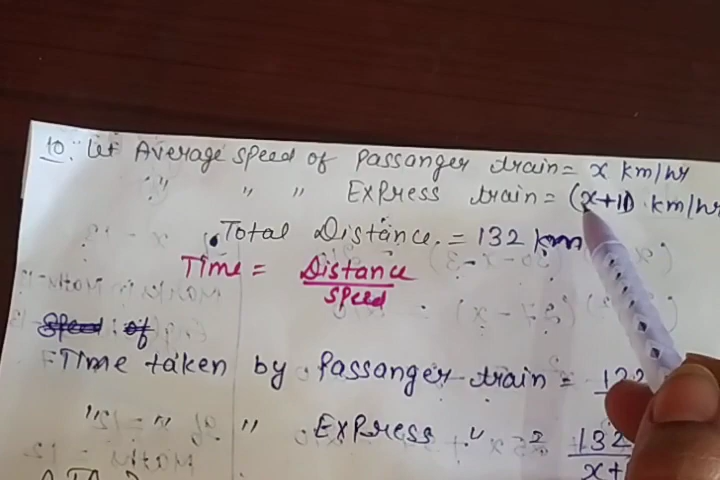 10. Let Average speed of Passanger train = x km/hr
" " " Express train = (x+11) km/hr
Total Distance = 132 km
Time = Distance / Speed
Time taken by Passanger train = 132
" " " Express " = 132 / x+